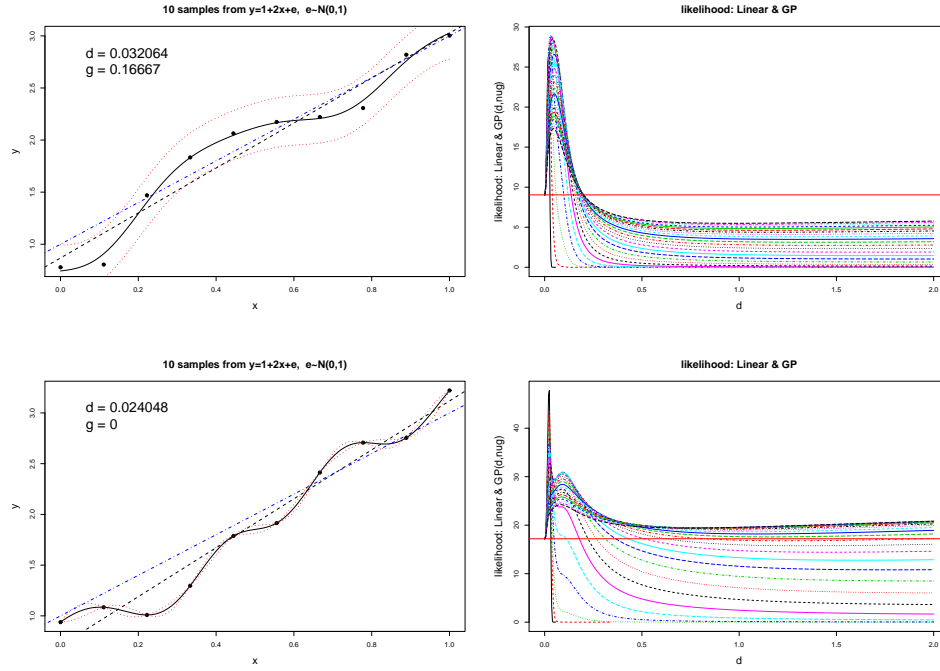 10 samples from y=1+2x+e, e~N(0,1)
d = 0.032064
g = 0.16667
y
3.0
2.5
2.0
1.5
1.0
0.0 0.2 0.4 0.6 0.8 1.0
x
likelihood: Linear & GP
likelihood: Linear & GP(d,nug)
30
25
20
15
10
5
0
0.0 0.5 1.0 1.5 2.0
d
10 samples from y=1+2x+e, e~N(0,1)
d = 0.024048
g = 0
y
3.0
2.5
2.0
1.5
1.0
0.0 0.2 0.4 0.6 0.8 1.0
x
likelihood: Linear & GP
likelihood: Linear & GP(d,nug)
40
30
20
10
0
0.0 0.5 1.0 1.5 2.0
d